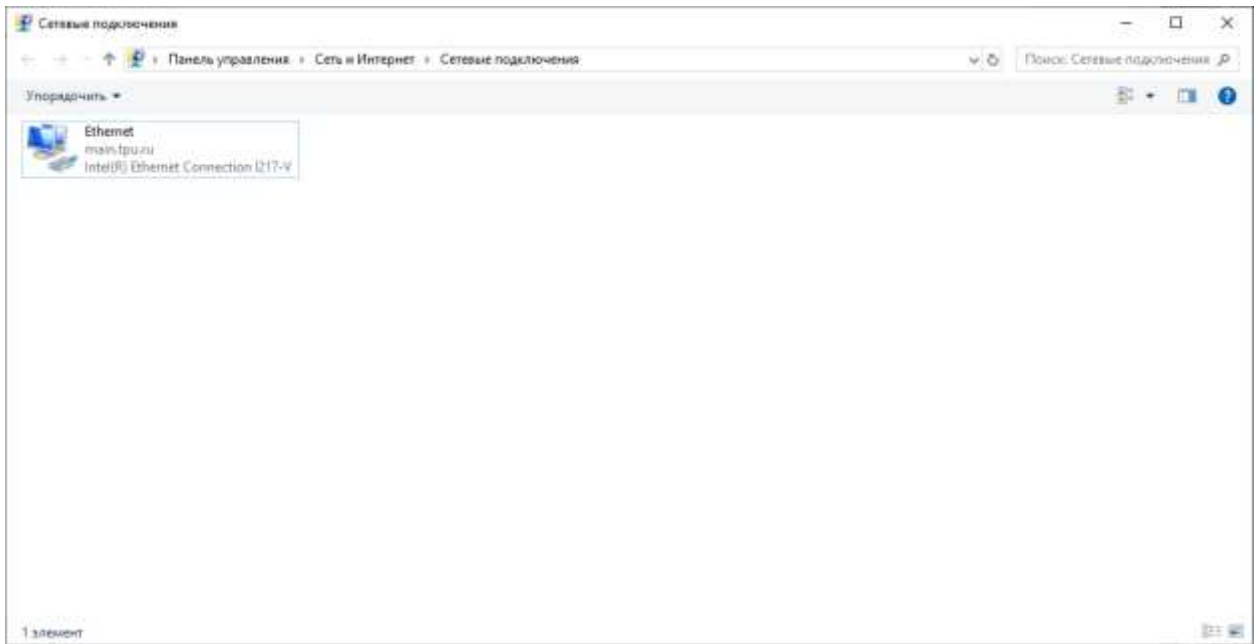 Сетевые подключения
Панель управления › Сеть и Интернет › Сетевые подключения
Поиск: Сетевые подключения
Упорядочить
Ethernet
main.tpu.ru
Intel(R) Ethernet Connection I217-V
1 элемент